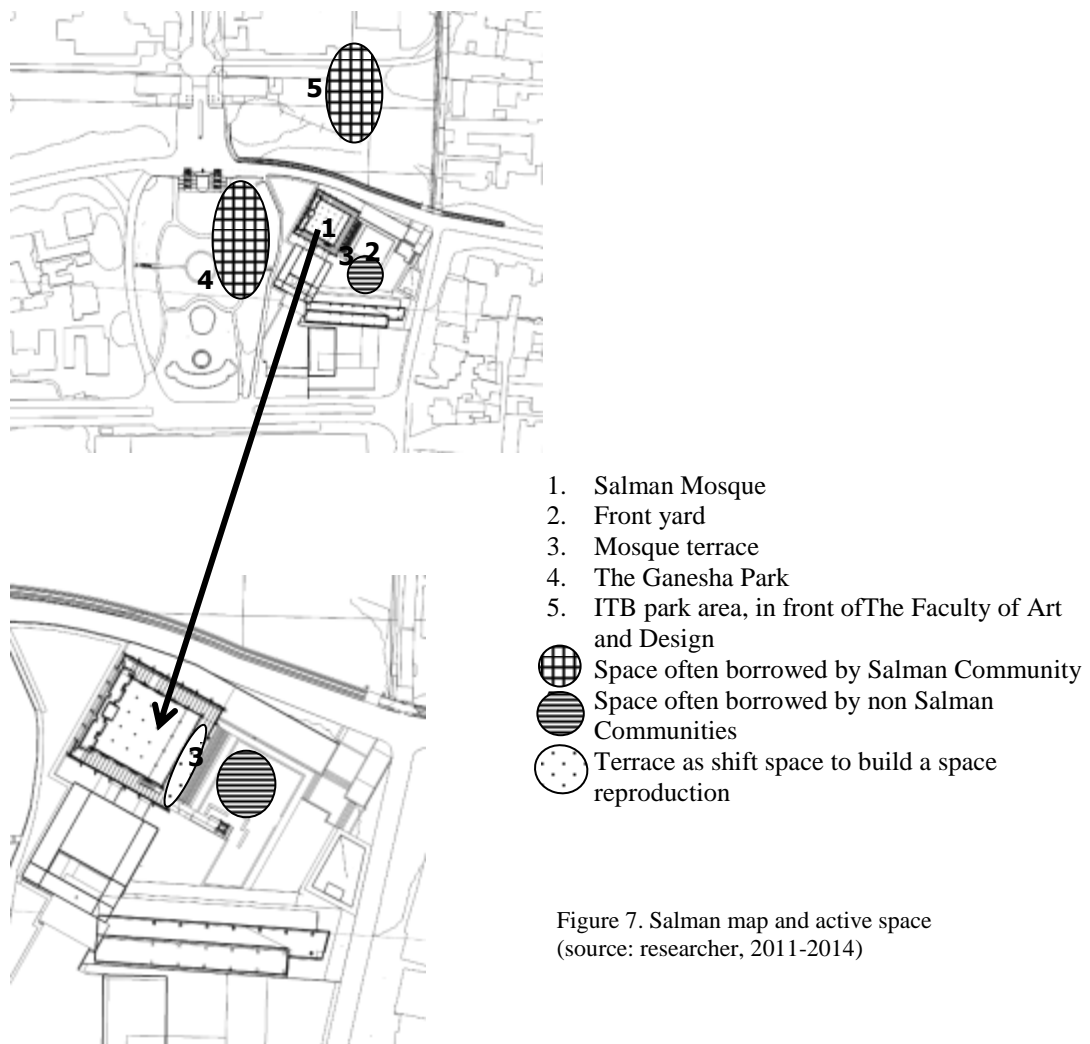 5
1
3 2
4
1. Salman Mosque
2. Front yard
3. Mosque terrace
4. The Ganesha Park
5. ITB park area, in front ofThe Faculty of Art
and Design
Space often borrowed by Salman Community
Space often borrowed by non Salman
Communities
Terrace as shift space to build a space
reproduction
3
Figure 7. Salman map and active space
(source: researcher, 2011-2014)